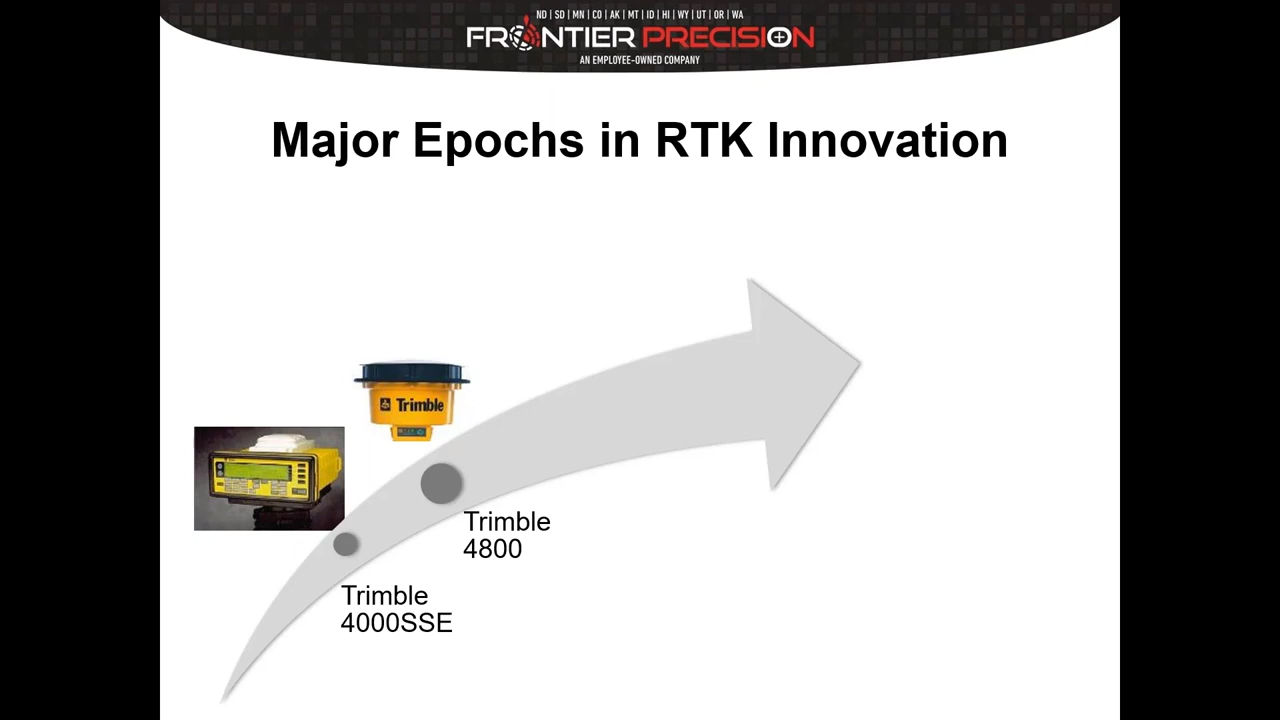 ND | SD | MN | CO | AK | MT | ID | HI | WY | UT | OR | WA
FRONTIER PRECISION
AN EMPLOYEE-OWNED COMPANY
Major Epochs in RTK Innovation
Trimble
Trimble
4800
Trimble
4000SSE